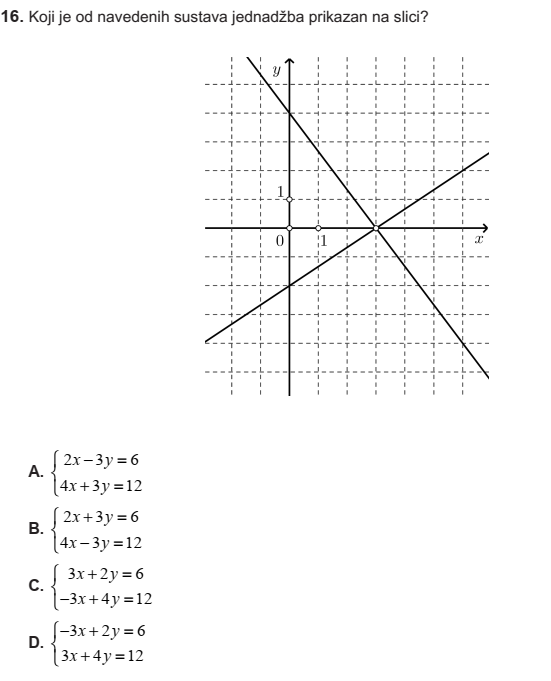 16. Koji je od navedenih sustava jednadžba prikazan na slici?
y
1
0
1
x
A. { 2x − 3y = 6
4x + 3y = 12
B. { 2x + 3y = 6
4x − 3y = 12
C. { 3x + 2y = 6
−3x + 4y = 12
D. { −3x + 2y = 6
3x + 4y = 12